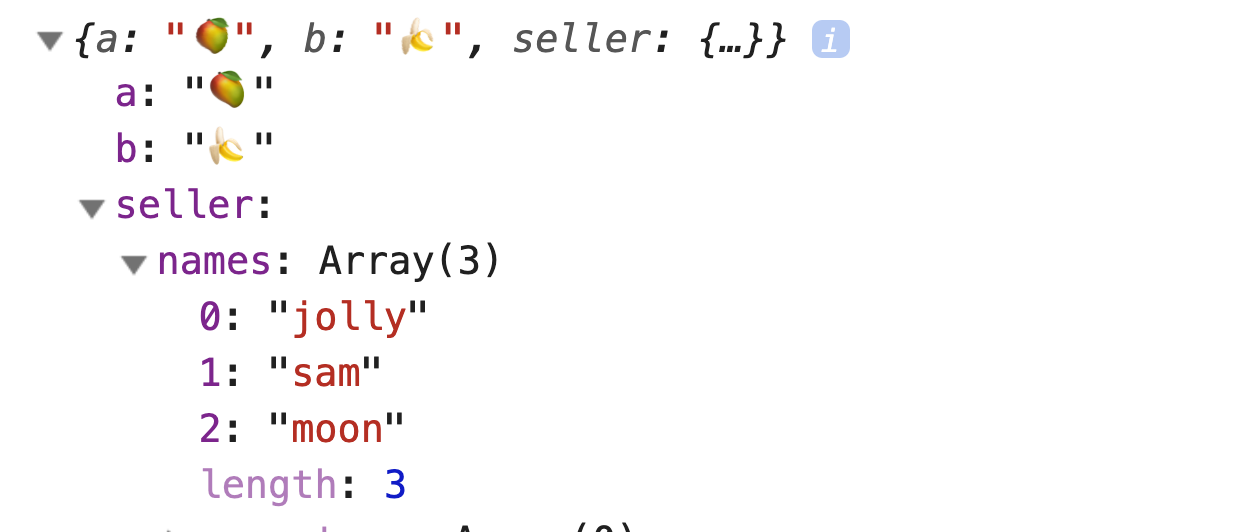 {a: "🥭", b: "🍌", seller: {…}} i
a: "🥭"
b: "🍌"
seller:
names: Array(3)
0: "jolly"
1: "sam"
2: "moon"
length: 3